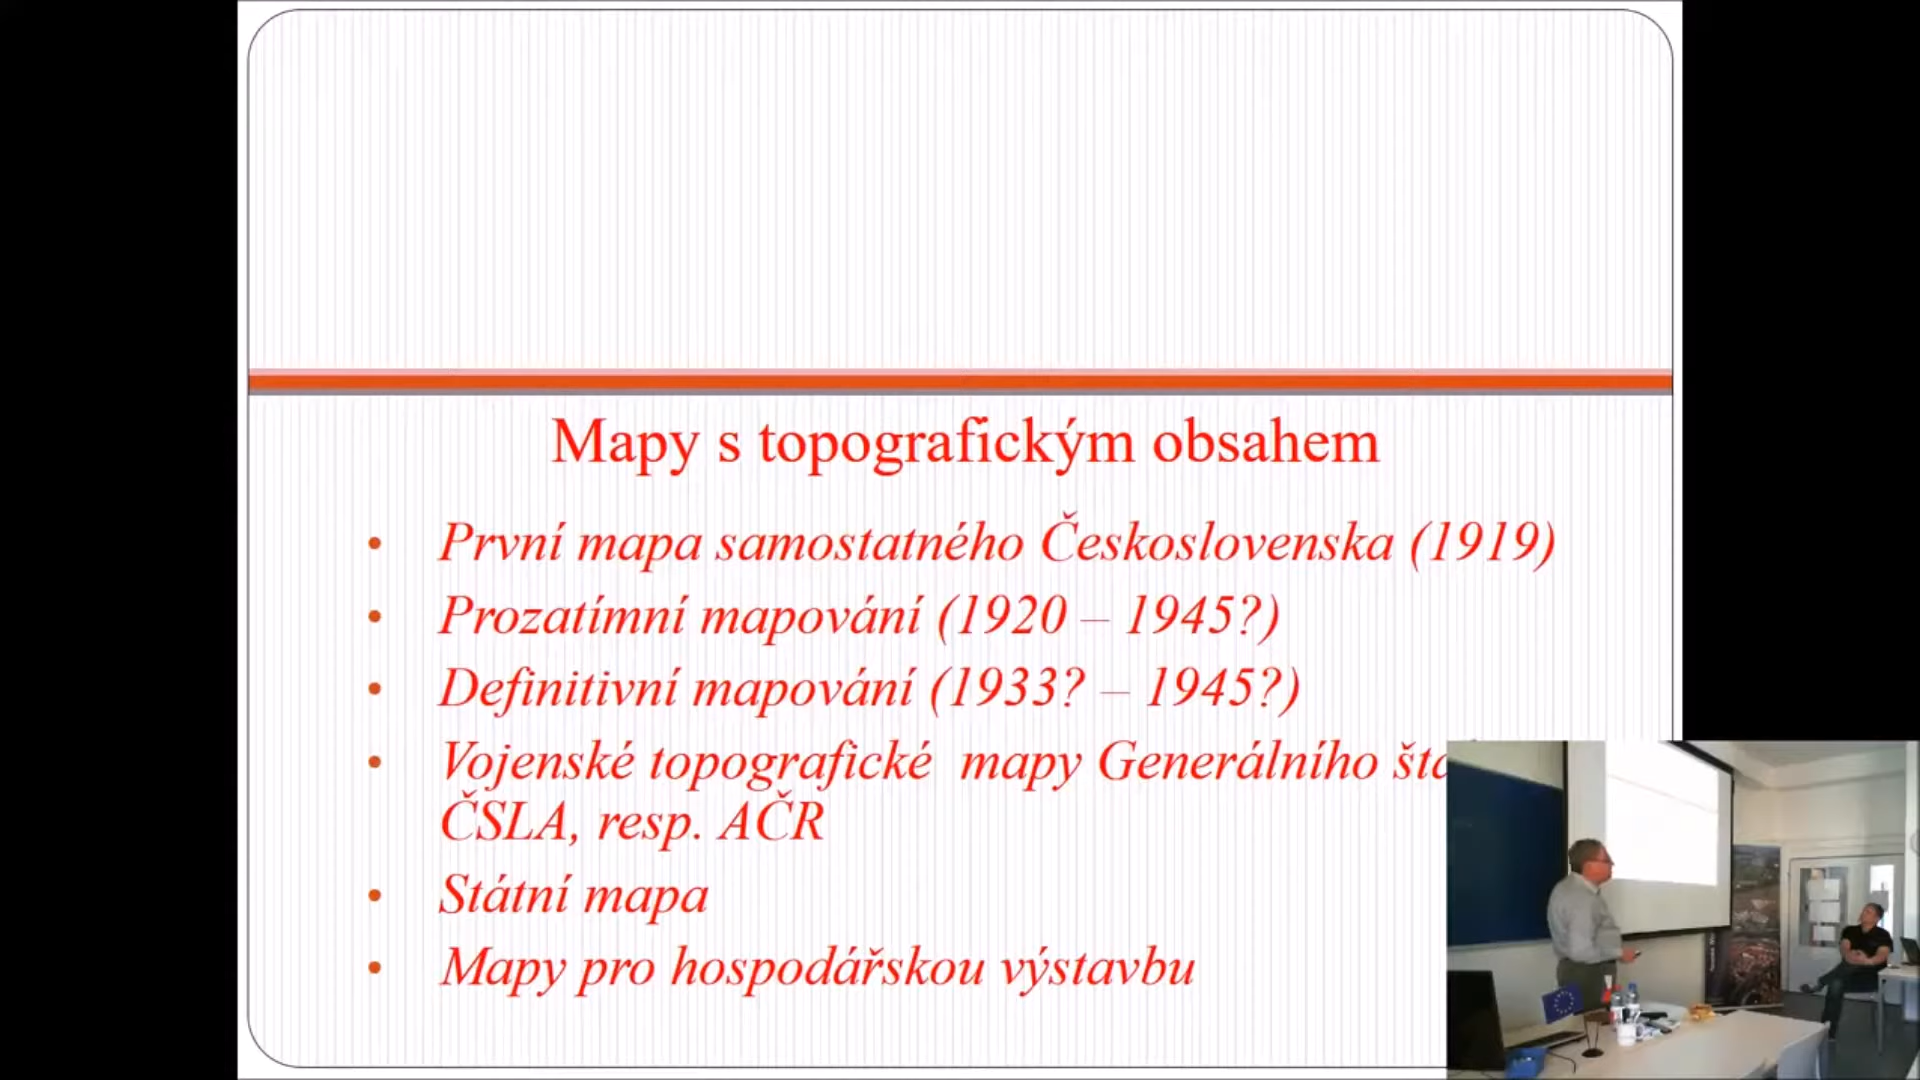 Mapy s topografickým obsahem
• První mapa samostatného Československa (1919)
• Prozatímní mapování (1920 – 1945?)
• Definitivní mapování (1933? – 1945?)
• Vojenské topografické mapy Generálního
ČSLA, resp. AČR
• Státní mapa
• Mapy pro hospodářskou výstavbu